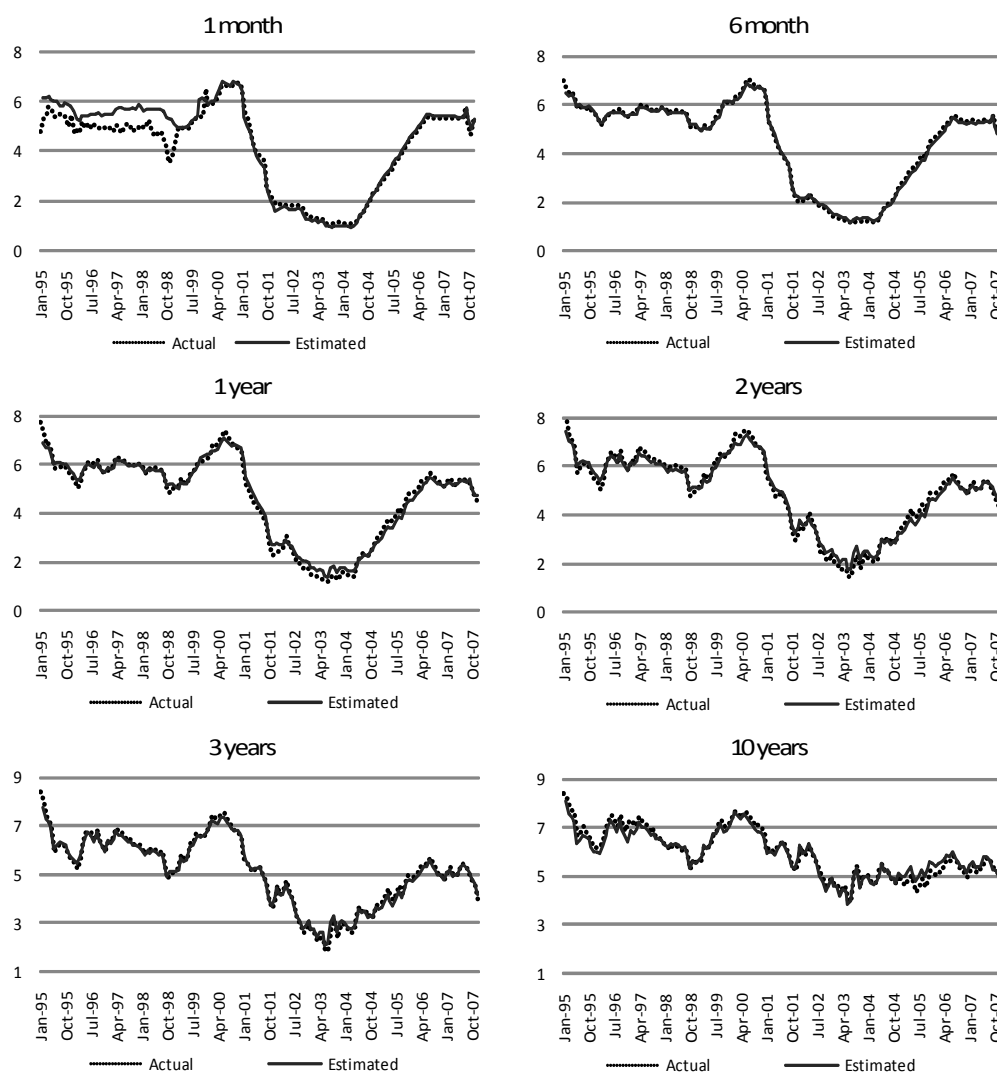 1 month
8
6
4
2
0
Jan-95
Oct-95
Jul-96
Apr-97
Jan-98
Oct-98
Jul-99
Apr-00
Jan-01
Oct-01
Jul-02
Apr-03
Jan-04
Oct-04
Jul-05
Apr-06
Jan-07
Oct-07
Actual
Estimated
6 month
8
6
4
2
0
Jan-95
Oct-95
Jul-96
Apr-97
Jan-98
Oct-98
Jul-99
Apr-00
Jan-01
Oct-01
Jul-02
Apr-03
Jan-04
Oct-04
Jul-05
Apr-06
Jan-07
Oct-07
Actual
Estimated
1 year
8
6
4
2
0
Jan-95
Oct-95
Jul-96
Apr-97
Jan-98
Oct-98
Jul-99
Apr-00
Jan-01
Oct-01
Jul-02
Apr-03
Jan-04
Oct-04
Jul-05
Apr-06
Jan-07
Oct-07
Actual
Estimated
2 years
8
6
4
2
0
Jan-95
Oct-95
Jul-96
Apr-97
Jan-98
Oct-98
Jul-99
Apr-00
Jan-01
Oct-01
Jul-02
Apr-03
Jan-04
Oct-04
Jul-05
Apr-06
Jan-07
Oct-07
Actual
Estimated
3 years
9
7
5
3
1
Jan-95
Oct-95
Jul-96
Apr-97
Jan-98
Oct-98
Jul-99
Apr-00
Jan-01
Oct-01
Jul-02
Apr-03
Jan-04
Oct-04
Jul-05
Apr-06
Jan-07
Oct-07
Actual
Estimated
10 years
9
7
5
3
1
Jan-95
Oct-95
Jul-96
Apr-97
Jan-98
Oct-98
Jul-99
Apr-00
Jan-01
Oct-01
Jul-02
Apr-03
Jan-04
Oct-04
Jul-05
Apr-06
Jan-07
Oct-07
Actual
Estimated